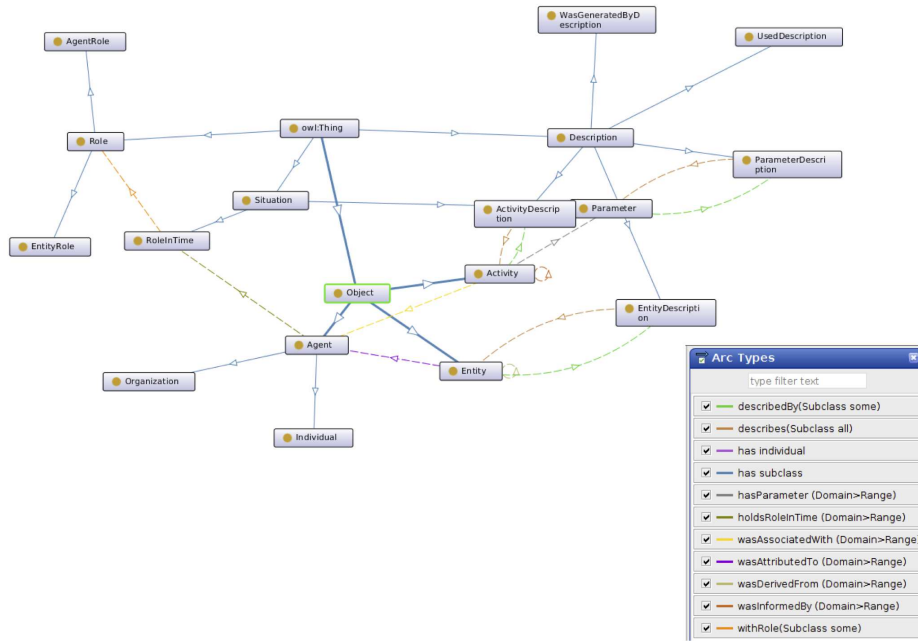 WasGeneratedByD
escription
UsedDescription
AgentRole
owl:Thing
Role
Description
ParameterDescri
ption
Situation
ActivityDescrip
tion
Parameter
EntityRole
RoleInTime
Activity
Object
EntityDescripti
on
Agent
Entity
Organization
Individual
Arc Types
type filter text
describedBy(Subclass some)
describes(Subclass all)
has individual
has subclass
hasParameter (Domain>Range)
holdsRoleInTime (Domain>Range)
wasAssociatedWith (Domain>Range)
wasAttributedTo (Domain>Range)
wasDerivedFrom (Domain>Range)
wasInformedBy (Domain>Range)
withRole(Subclass some)